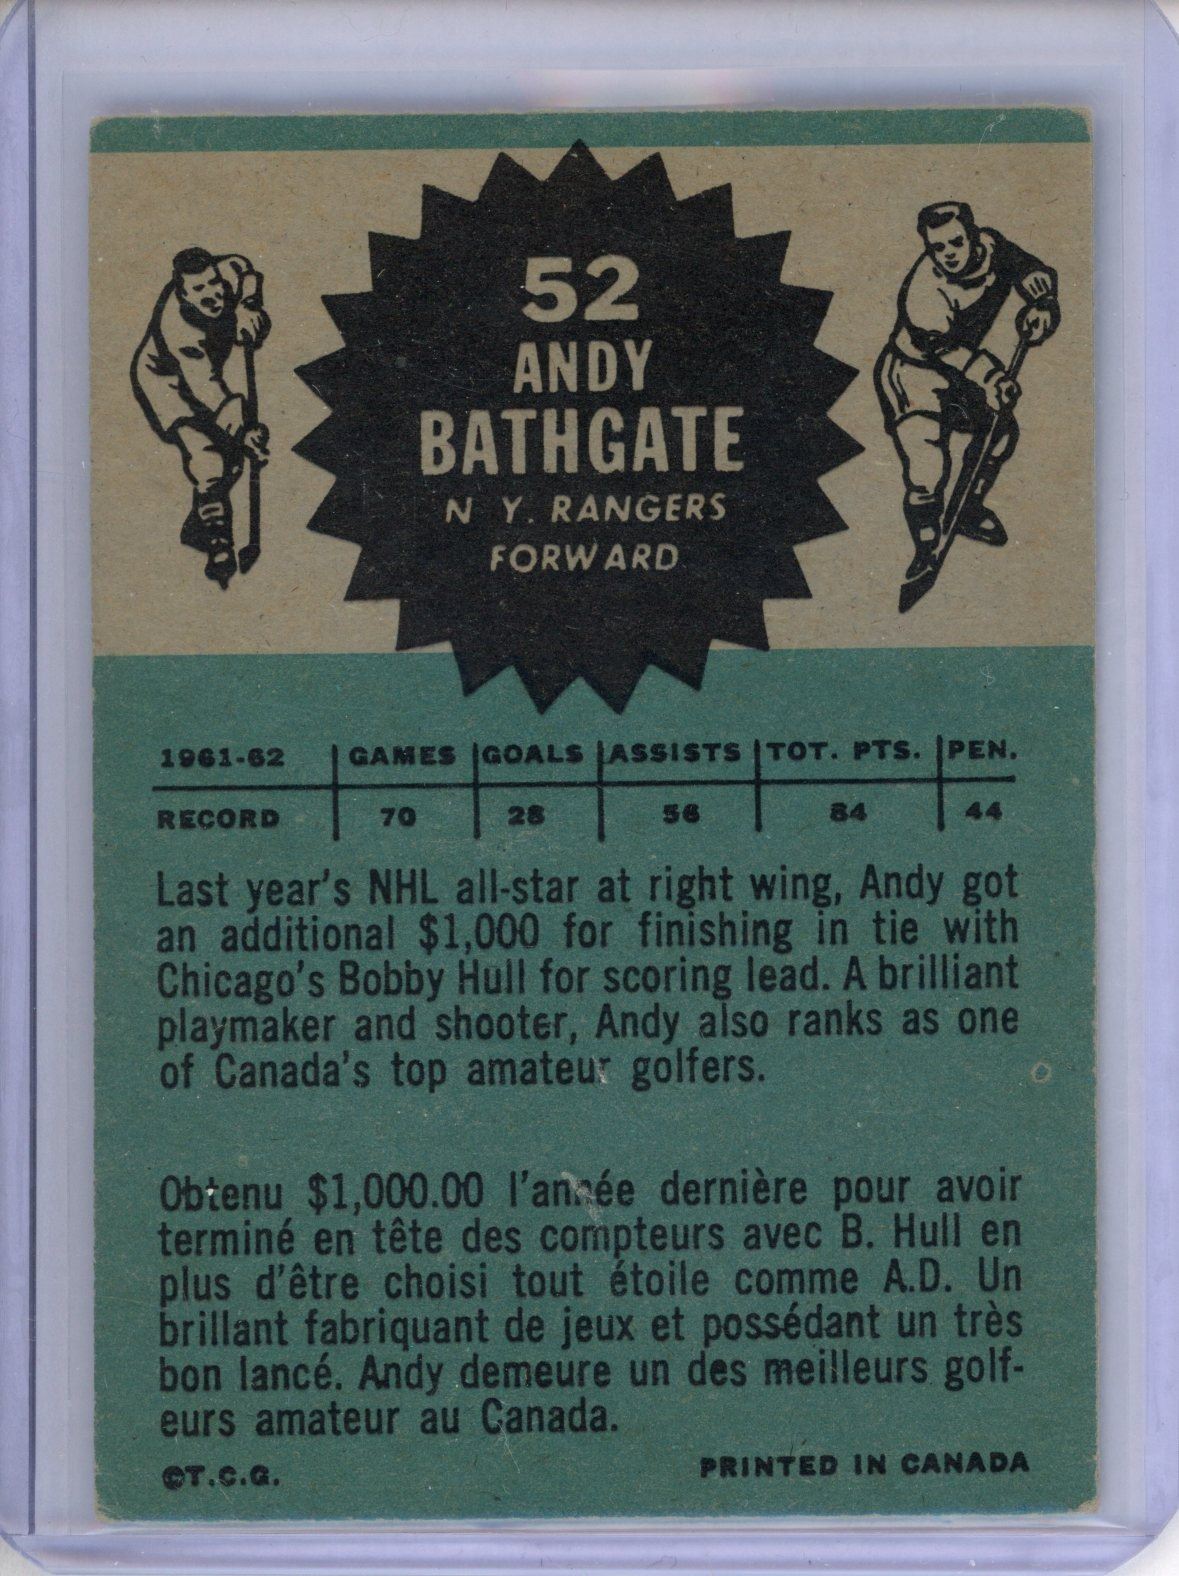 52
ANDY
BATHGATE
N Y. RANGERS
FORWARD
1961-62 GAMES GOALS ASSISTS TOT. PTS. PEN.
RECORD 70 28 56 84 44
Last year's NHL all-star at right wing, Andy got
an additional $1,000 for finishing in tie with
Chicago's Bobby Hull for scoring lead. A brilliant
playmaker and shooter, Andy also ranks as one
of Canada's top amateur golfers.
Obtenu $1,000.00 l'année dernière pour avoir
terminé en tête des compteurs avec B. Hull en
plus d'être choisi tout étoile comme A.D. Un
brillant fabriquant de jeux et possédant un très
bon lancé. Andy demeure un des meilleurs golf-
eurs amateur au Canada.
©T.C.G. PRINTED IN CANADA